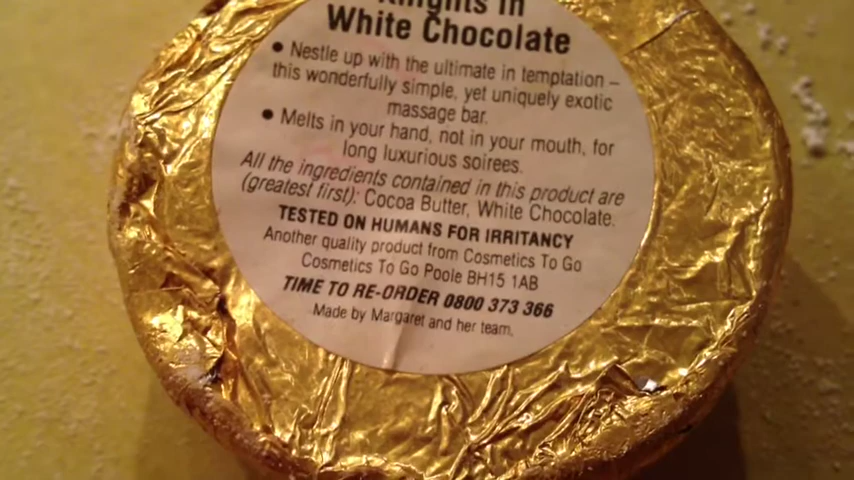 Knights in
White Chocolate
• Nestle up with the ultimate in temptation –
this wonderfully simple, yet uniquely exotic
massage bar.
• Melts in your hand, not in your mouth, for
long luxurious soirees.
All the ingredients contained in this product are
(greatest first): Cocoa Butter, White Chocolate.
TESTED ON HUMANS FOR IRRITANCY
Another quality product from Cosmetics To Go
Cosmetics To Go Poole BH15 1AB
TIME TO RE-ORDER 0800 373 366
Made by Margaret and her team.